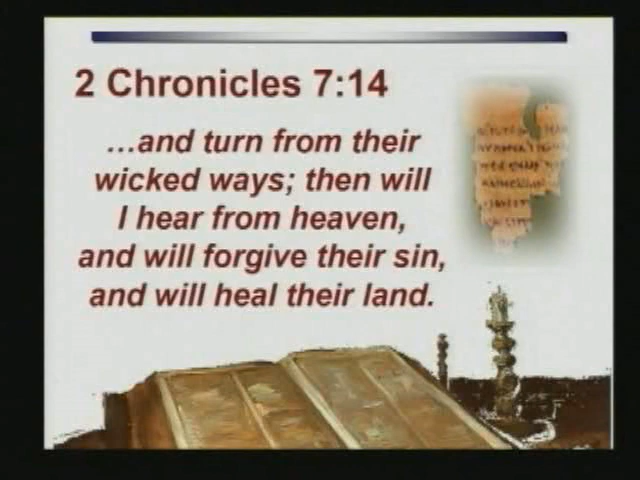 2 Chronicles 7:14
...and turn from their
wicked ways; then will
I hear from heaven,
and will forgive their sin,
and will heal their land.